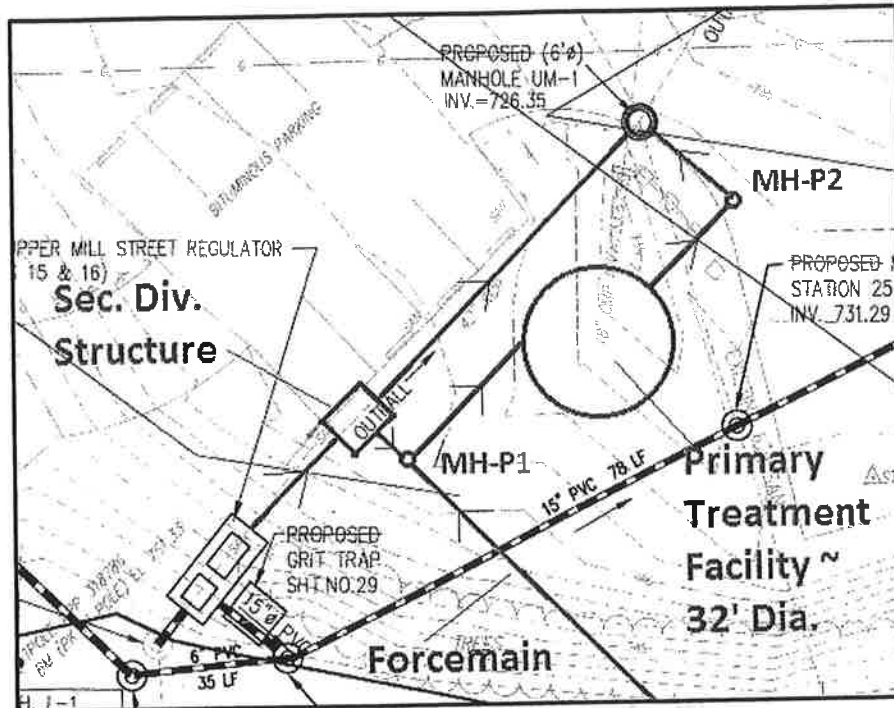 OUT
PROPOSED (6'ø)
MANHOLE UM-1
INV.=726.35
BITUMINOUS PARKING
MH-P2
PPER MILL STREET REGULATOR
15 & 16)
Sec. Div.
Structure
PROPOSED
STATION 25
INV. 731.29
OUTFALL
MH-P1
15" PVC 78 LF
Primary
Treatment
Facility ~
32' Dia.
PROPOSED
GRIT TRAP
SHT.NO.29
15"ø PVC
6" PVC
35 LF
TREES
Forcemain